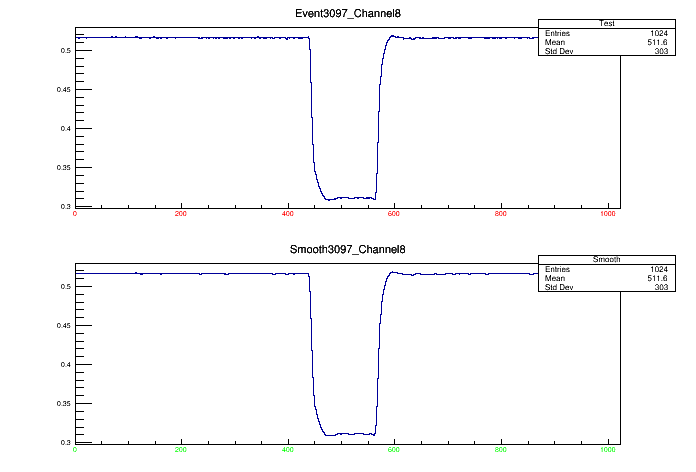 Event3097_Channel8
Test
Entries 1024
Mean 511.6
Std Dev 303
0.5
0.45
0.4
0.35
0.3
0 200 400 600 800 1000
Smooth3097_Channel8
Smooth
Entries 1024
Mean 511.6
Std Dev 303
0.5
0.45
0.4
0.35
0.3
0 200 400 600 800 1000